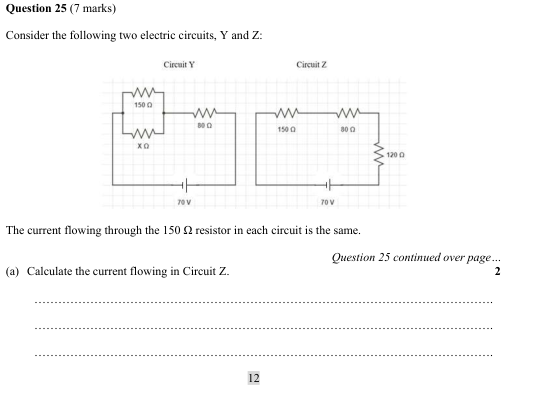 Question 25 (7 marks)
Consider the following two electric circuits, Y and Z:
Circuit Y
Circuit Z
150 Ω
80 Ω
X Ω
70 V
150 Ω
80 Ω
120 Ω
70 V
The current flowing through the 150 Ω resistor in each circuit is the same.
Question 25 continued over page…
(a) Calculate the current flowing in Circuit Z. 2
12